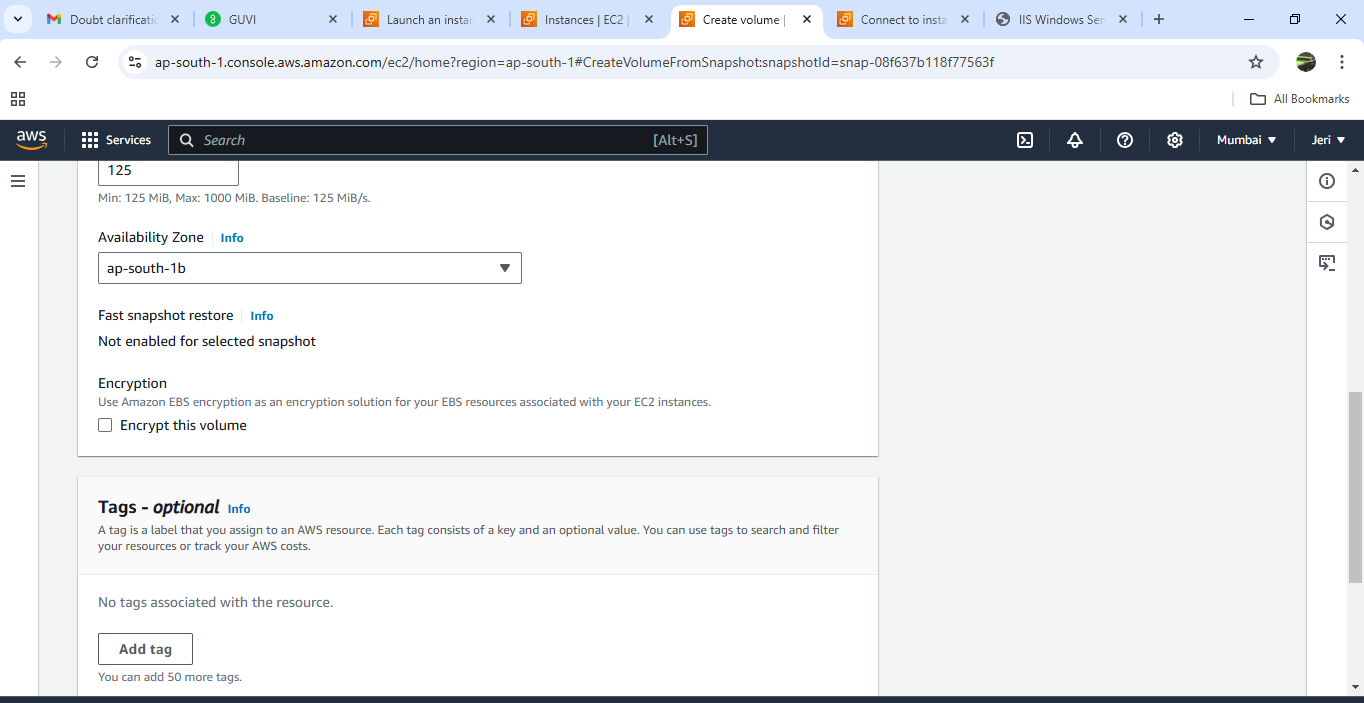 Doubt clarificatio
GUVI
Launch an instan
Instances | EC2 |
Create volume |
Connect to insta
IIS Windows Ser
ap-south-1.console.aws.amazon.com/ec2/home?region=ap-south-1#CreateVolumeFromSnapshot:snapshotId=snap-08f637b118f77563f
All Bookmarks
aws
Services
Search
[Alt+S]
Mumbai
Jeri
125
Min: 125 MiB, Max: 1000 MiB. Baseline: 125 MiB/s.
Availability Zone Info
ap-south-1b
Fast snapshot restore Info
Not enabled for selected snapshot
Encryption
Use Amazon EBS encryption as an encryption solution for your EBS resources associated with your EC2 instances.
Encrypt this volume
Tags - optional Info
A tag is a label that you assign to an AWS resource. Each tag consists of a key and an optional value. You can use tags to search and filter
your resources or track your AWS costs.
No tags associated with the resource.
Add tag
You can add 50 more tags.